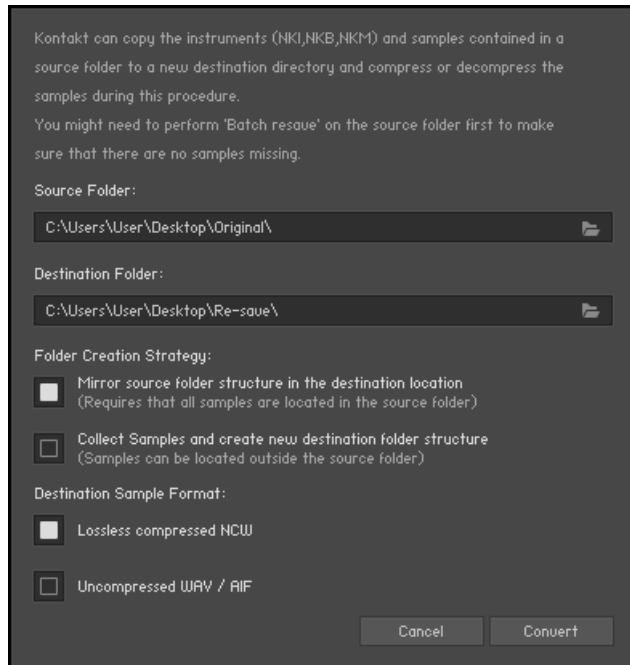 Kontakt can copy the instruments (NKI,NKB,NKM) and samples contained in a
source folder to a new destination directory and compress or decompress the
samples during this procedure.
You might need to perform 'Batch resave' on the source folder first to make
sure that there are no samples missing.
Source Folder:
C:\Users\User\Desktop\Original\
Destination Folder:
C:\Users\User\Desktop\Re-save\
Folder Creation Strategy:
Mirror source folder structure in the destination location
(Requires that all samples are located in the source folder)
Collect Samples and create new destination folder structure
(Samples can be located outside the source folder)
Destination Sample Format:
Lossless compressed NCW
Uncompressed WAV / AIF
Cancel
Convert